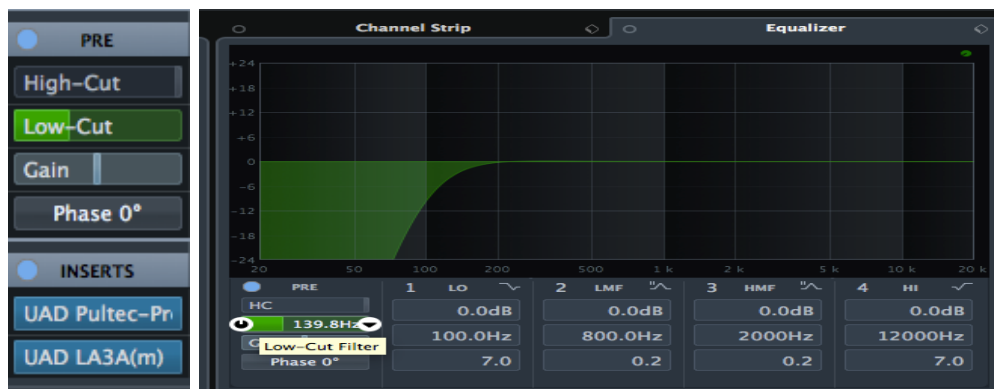 PRE
High-Cut
Low-Cut
Gain
Phase 0°
INSERTS
UAD Pultec-Pr
UAD LA3A(m)
Channel Strip
Equalizer
+24
+18
+12
+6
0
-6
-12
-18
-24
20 50 100 200 500 1 k 2 k 5 k 10 k 20 k
PRE
HC
139.8Hz
G
Low-Cut Filter
Phase 0°
1 LO
0.0dB
100.0Hz
7.0
2 LMF
0.0dB
800.0Hz
0.2
3 HMF
0.0dB
2000Hz
0.2
4 HI
0.0dB
12000Hz
7.0